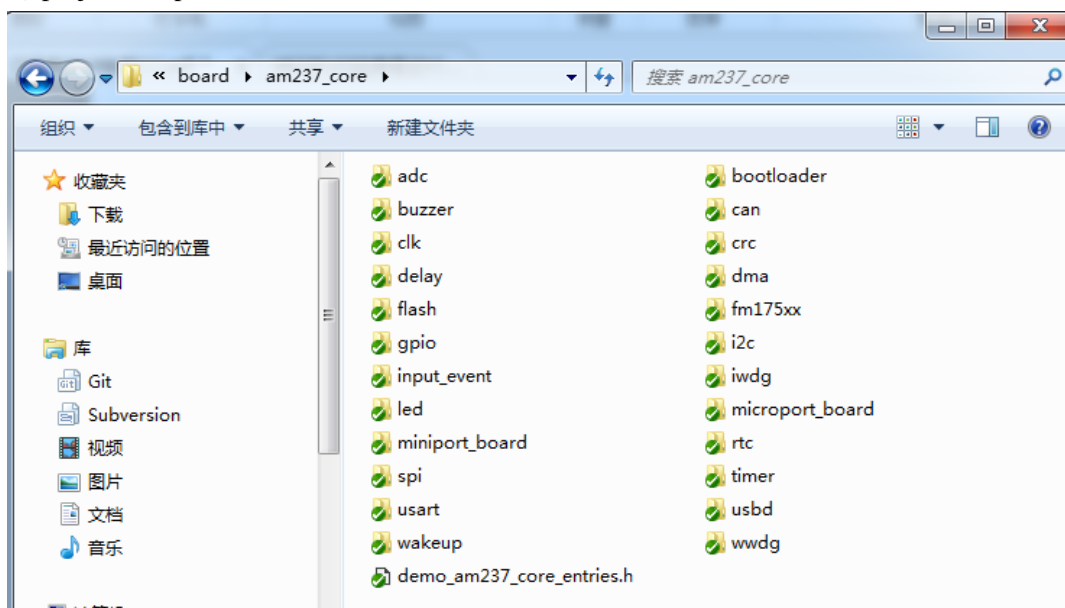 « board ▸ am237_core ▸
搜索 am237_core
组织 包含到库中 共享 新建文件夹
收藏夹
下载
最近访问的位置
桌面
库
Git
Subversion
视频
图片
文档
音乐
adc bootloader
buzzer can
clk crc
delay dma
flash fm175xx
gpio i2c
input_event iwdg
led microport_board
miniport_board rtc
spi timer
usart usbd
wakeup wwdg
demo_am237_core_entries.h